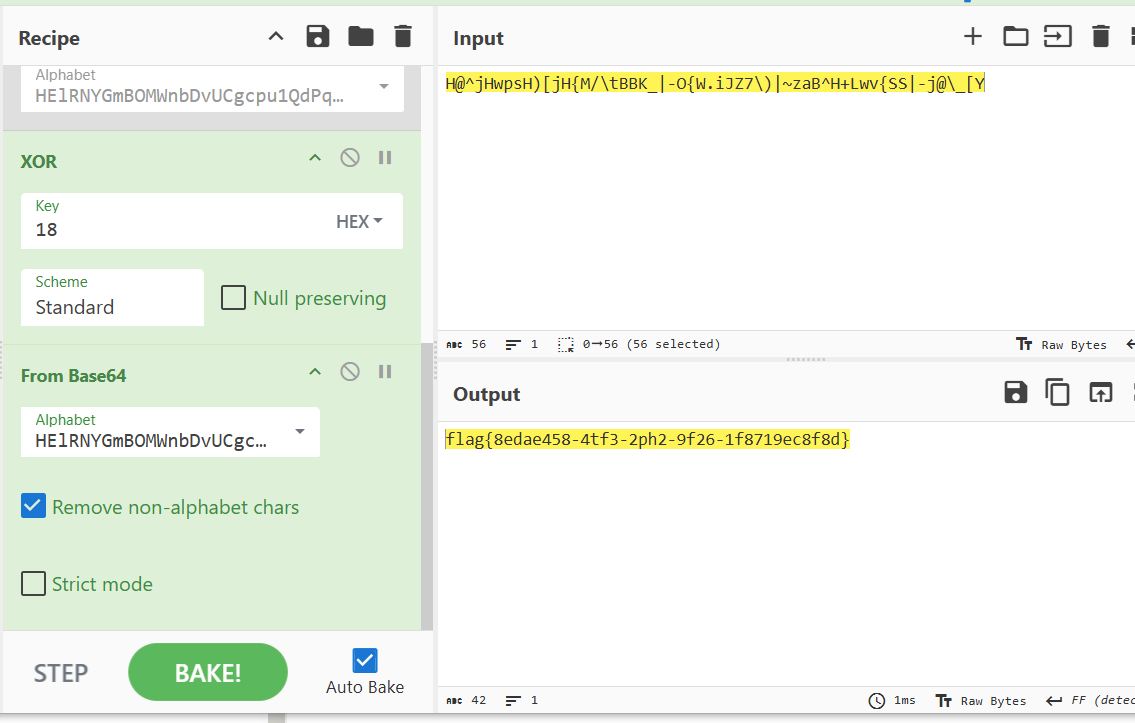 Recipe
Alphabet
HElRNYGmBOMWnbDvUCgcpu1QdPq...
XOR
Key
18
HEX
Scheme
Standard
Null preserving
From Base64
Alphabet
HElRNYGmBOMWnbDvUCgc...
Remove non-alphabet chars
Strict mode
STEP
BAKE!
Auto Bake
Input
H@^jHwpsH)[jH{M/\tBBK_|-O{W.iJZ7\)|~zaB^H+Lwv{SS|-j@\_[Y
ABC 56 1 0→56 (56 selected) Tт Raw Bytes
Output
flag{8edae458-4tf3-2ph2-9f26-1f8719ec8f8d}
ABC 42 1 1ms Tт Raw Bytes FF (detec